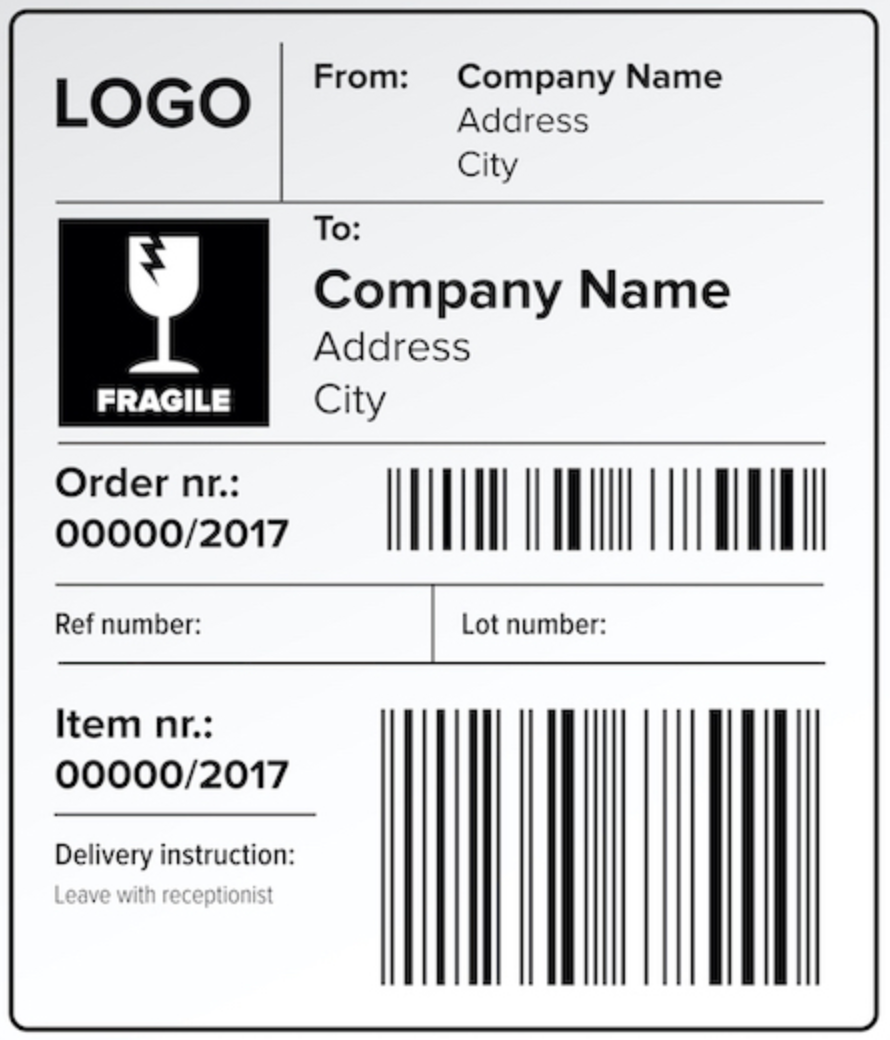 LOGO
From: Company Name
Address
City
To:
Company Name
Address
City
FRAGILE
Order nr.:
00000/2017
Ref number:
Lot number:
Item nr.:
00000/2017
Delivery instruction:
Leave with receptionist